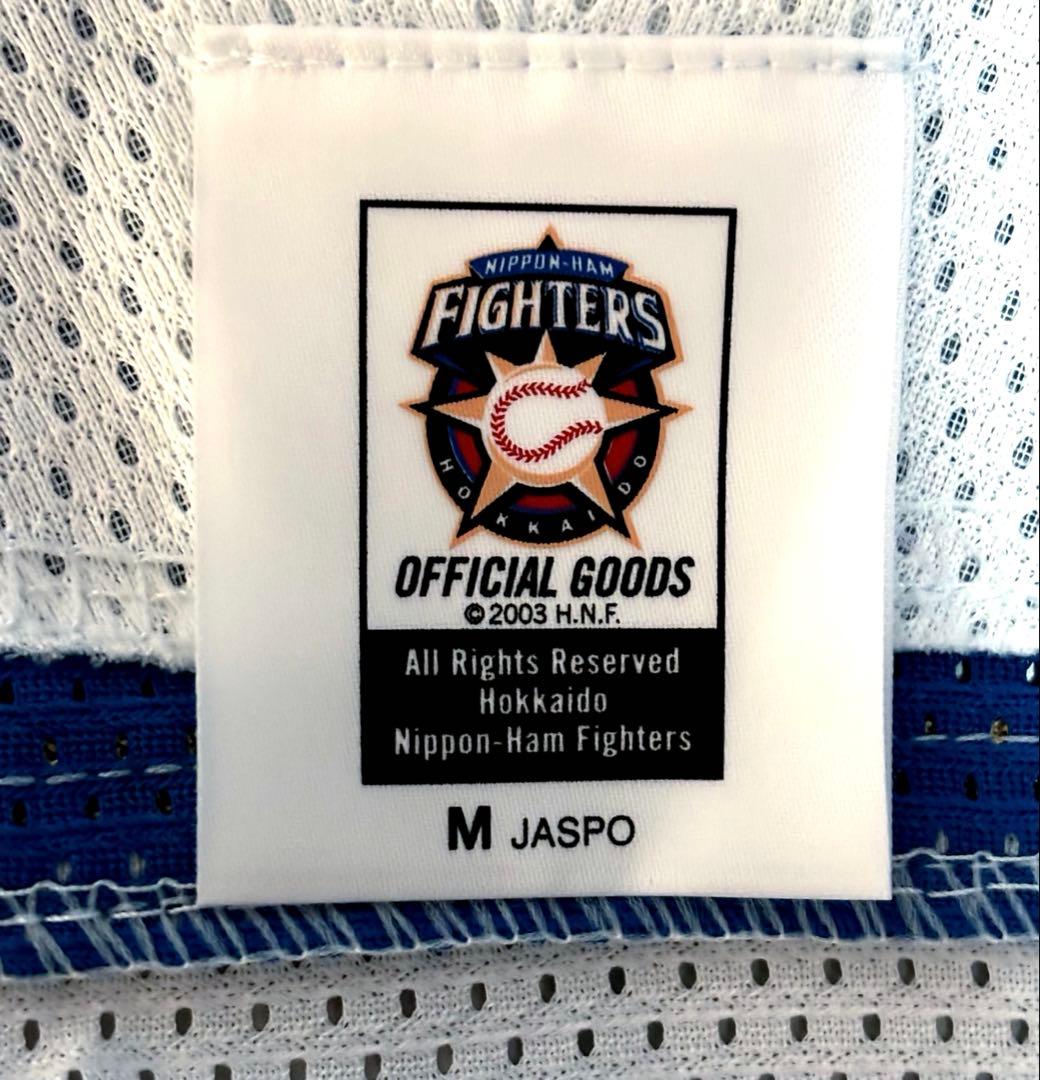 NIPPON-HAM
FIGHTERS
HOKKAIDO
OFFICIAL GOODS
© 2003 H.N.F.
All Rights Reserved
Hokkaido
Nippon-Ham Fighters
M JASPO